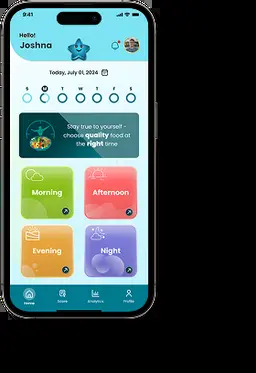 9:41
Hello!
Joshna
Today, July 01, 2024
S M T W T F S
Stay true to yourself -
choose quality food at
the right time
Morning Afternoon
Evening Night
Home Score Analytics Profile